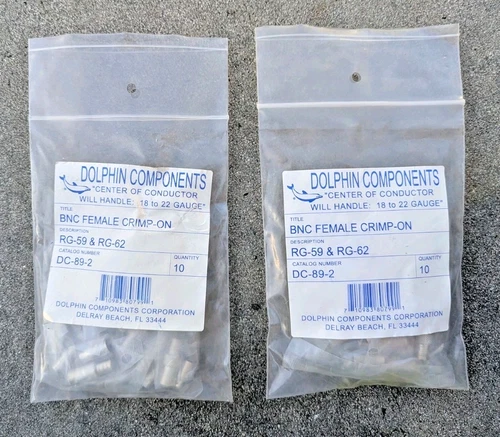 DOLPHIN COMPONENTS
"CENTER OF CONDUCTOR
WILL HANDLE: 18 to 22 GAUGE"
TITLE
BNC FEMALE CRIMP-ON
DESCRIPTION
RG-59 & RG-62
CATALOG NUMBER
QUANTITY
DC-89-2
10
DOLPHIN COMPONENTS CORPORATION
DELRAY BEACH, FL 33444
DOLPHIN COMPONENTS
"CENTER OF CONDUCTOR
WILL HANDLE: 18 to 22 GAUGE"
TITLE
BNC FEMALE CRIMP-ON
DESCRIPTION
RG-59 & RG-62
CATALOG NUMBER
QUANTITY
DC-89-2
10
DOLPHIN COMPONENTS CORPORATION
DELRAY BEACH, FL 33444